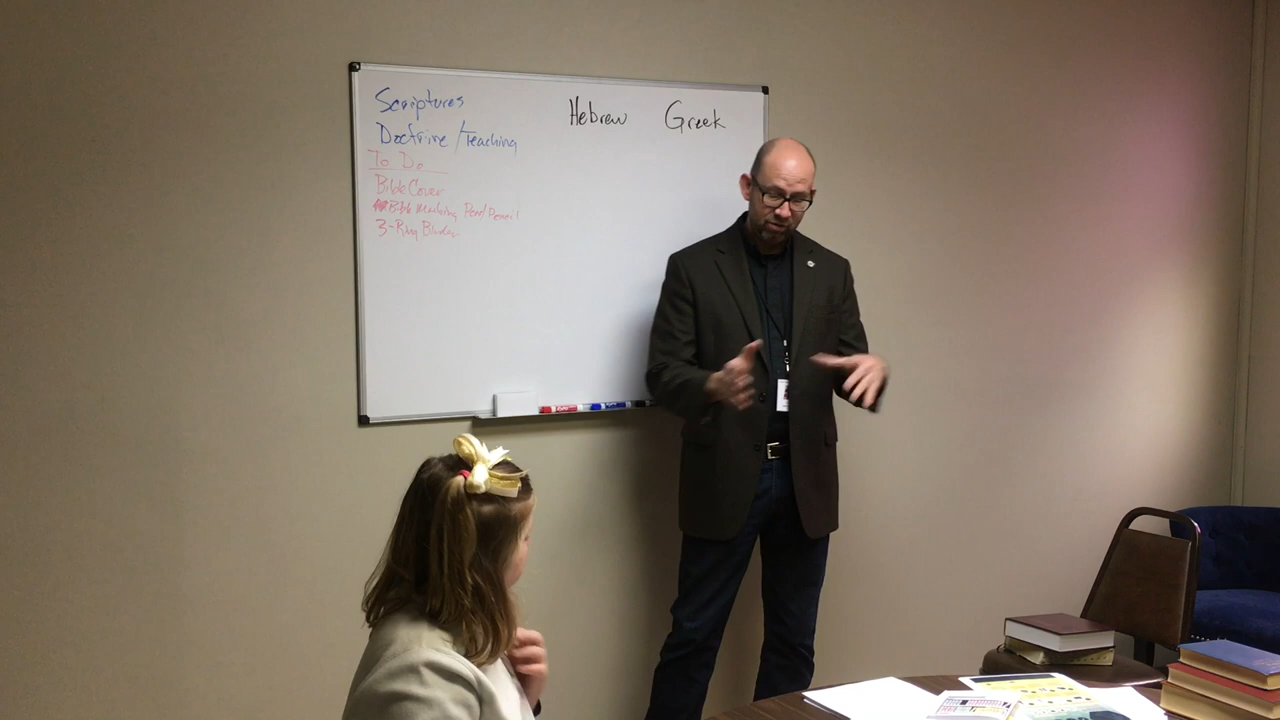 Scriptures
Hebrew Greek
Doctrine/Teaching
To Do
Bible Cover
Bible Marking Pen/Pencil
3-Ring Binder